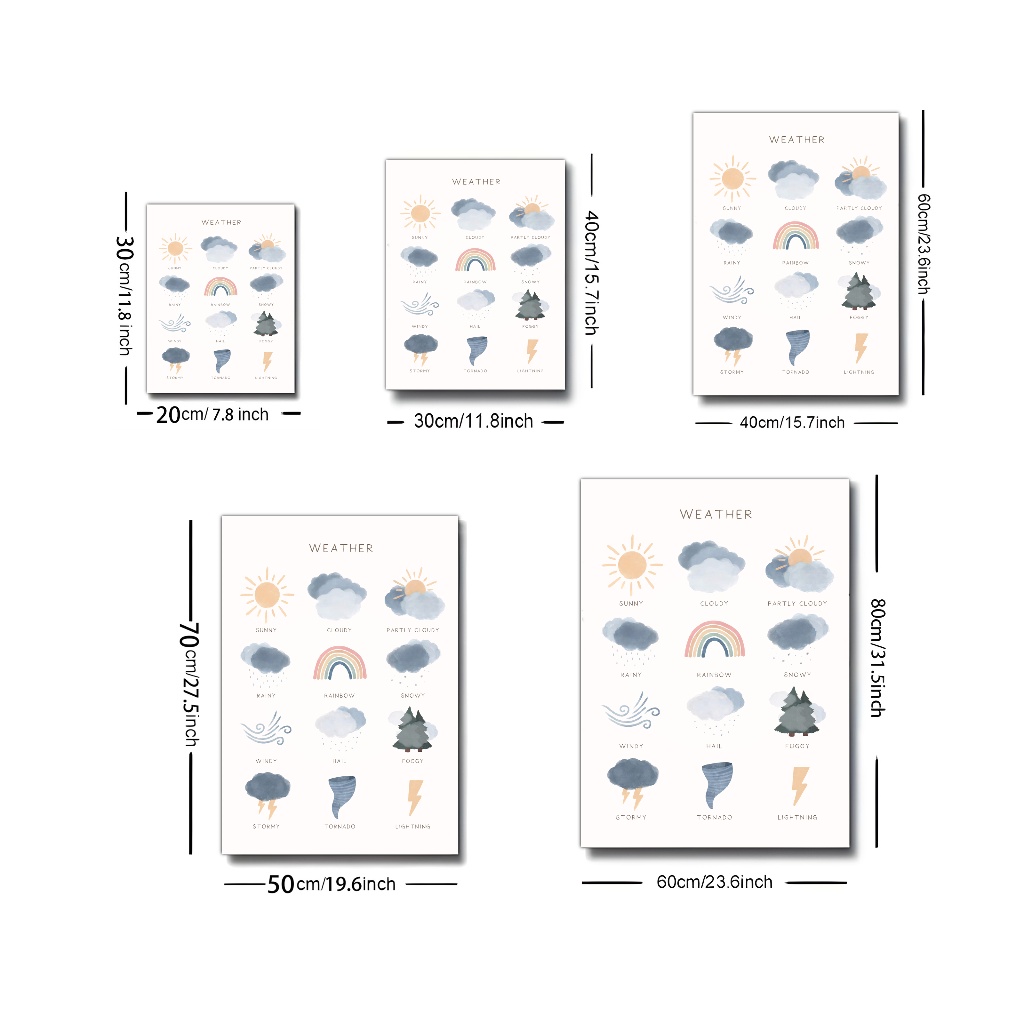 WEATHER
PARTLY CLOUDY
RAINBOW SNOWY
HAIL
STORMY TORNADO LIGHTNING
30cm/11.8 inch
20cm/ 7.8 inch
WEATHER
SUNNY CLOUDY PARTLY CLOUDY
RAINY RAINBOW SNOWY
WINDY HAIL FOGGY
STORMY TORNADO LIGHTNING
40cm/15.7inch
30cm/11.8inch
WEATHER
SUNNY CLOUDY PARTLY CLOUDY
RAINY RAINBOW SNOWY
WINDY HAIL FOGGY
STORMY TORNADO LIGHTNING
60cm/23.6inch
40cm/15.7inch
70cm/27.5inch
WEATHER
SUNNY CLOUDY PARTLY CLOUDY
RAINY RAINBOW SNOWY
WINDY HAIL FOGGY
STORMY TORNADO LIGHTNING
50cm/19.6inch
WEATHER
SUNNY CLOUDY PARTLY CLOUDY
RAINY RAINBOW SNOWY
WINDY HAIL FOGGY
STORMY TORNADO LIGHTNING
80cm/31.5inch
60cm/23.6inch